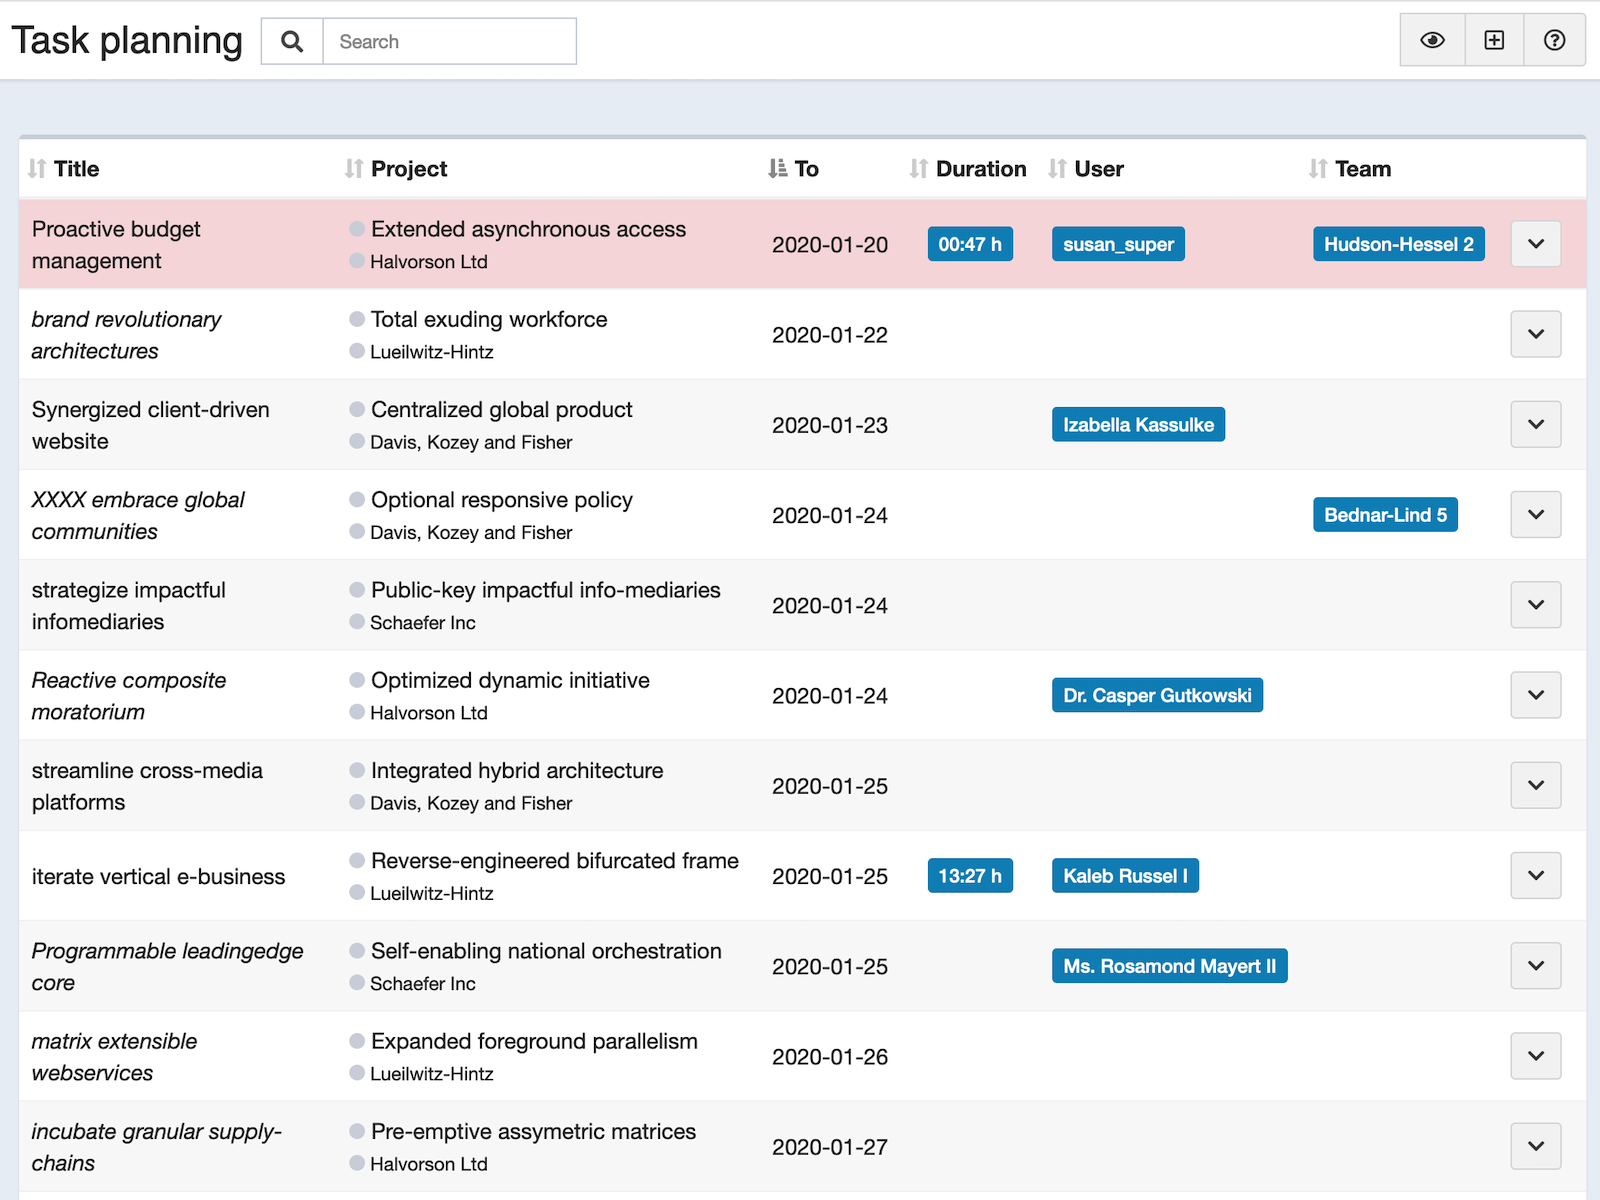 Task planning
Search
Title Project To Duration User Team
Proactive budget
management
Extended asynchronous access
Halvorson Ltd
2020-01-20
00:47 h
susan_super
Hudson-Hessel 2
brand revolutionary
architectures
Total exuding workforce
Lueilwitz-Hintz
2020-01-22
Synergized client-driven
website
Centralized global product
Davis, Kozey and Fisher
2020-01-23
Izabella Kassulke
XXXX embrace global
communities
Optional responsive policy
Davis, Kozey and Fisher
2020-01-24
Bednar-Lind 5
strategize impactful
infomediaries
Public-key impactful info-mediaries
Schaefer Inc
2020-01-24
Reactive composite
moratorium
Optimized dynamic initiative
Halvorson Ltd
2020-01-24
Dr. Casper Gutkowski
streamline cross-media
platforms
Integrated hybrid architecture
Davis, Kozey and Fisher
2020-01-25
iterate vertical e-business
Reverse-engineered bifurcated frame
Lueilwitz-Hintz
2020-01-25
13:27 h
Kaleb Russel I
Programmable leadingedge
core
Self-enabling national orchestration
Schaefer Inc
2020-01-25
Ms. Rosamond Mayert II
matrix extensible
webservices
Expanded foreground parallelism
Lueilwitz-Hintz
2020-01-26
incubate granular supply-
chains
Pre-emptive assymetric matrices
Halvorson Ltd
2020-01-27